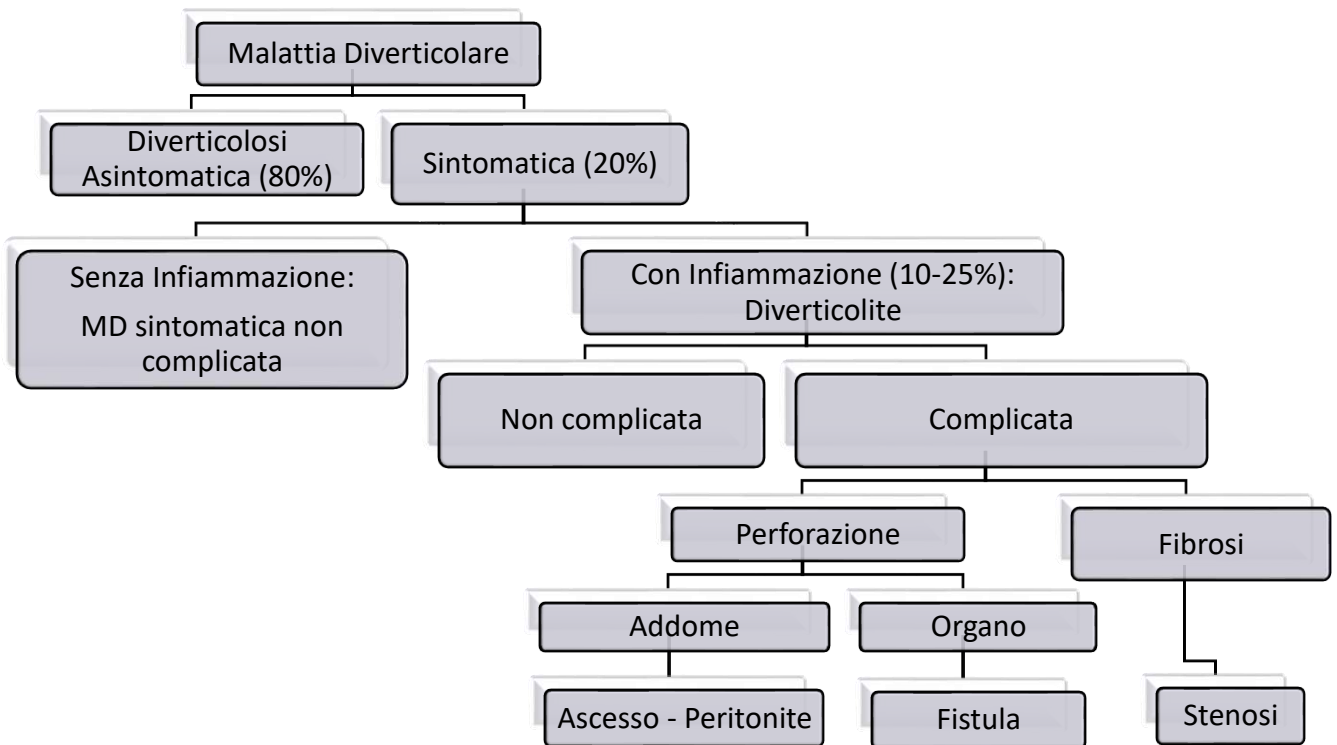 Malattia Diverticolare
Diverticolosi
Asintomatica (80%)
Sintomatica (20%)
Senza Infiammazione:
MD sintomatica non
complicata
Con Infiammazione (10-25%):
Diverticolite
Non complicata
Complicata
Perforazione
Fibrosi
Addome
Organo
Ascesso - Peritonite
Fistula
Stenosi